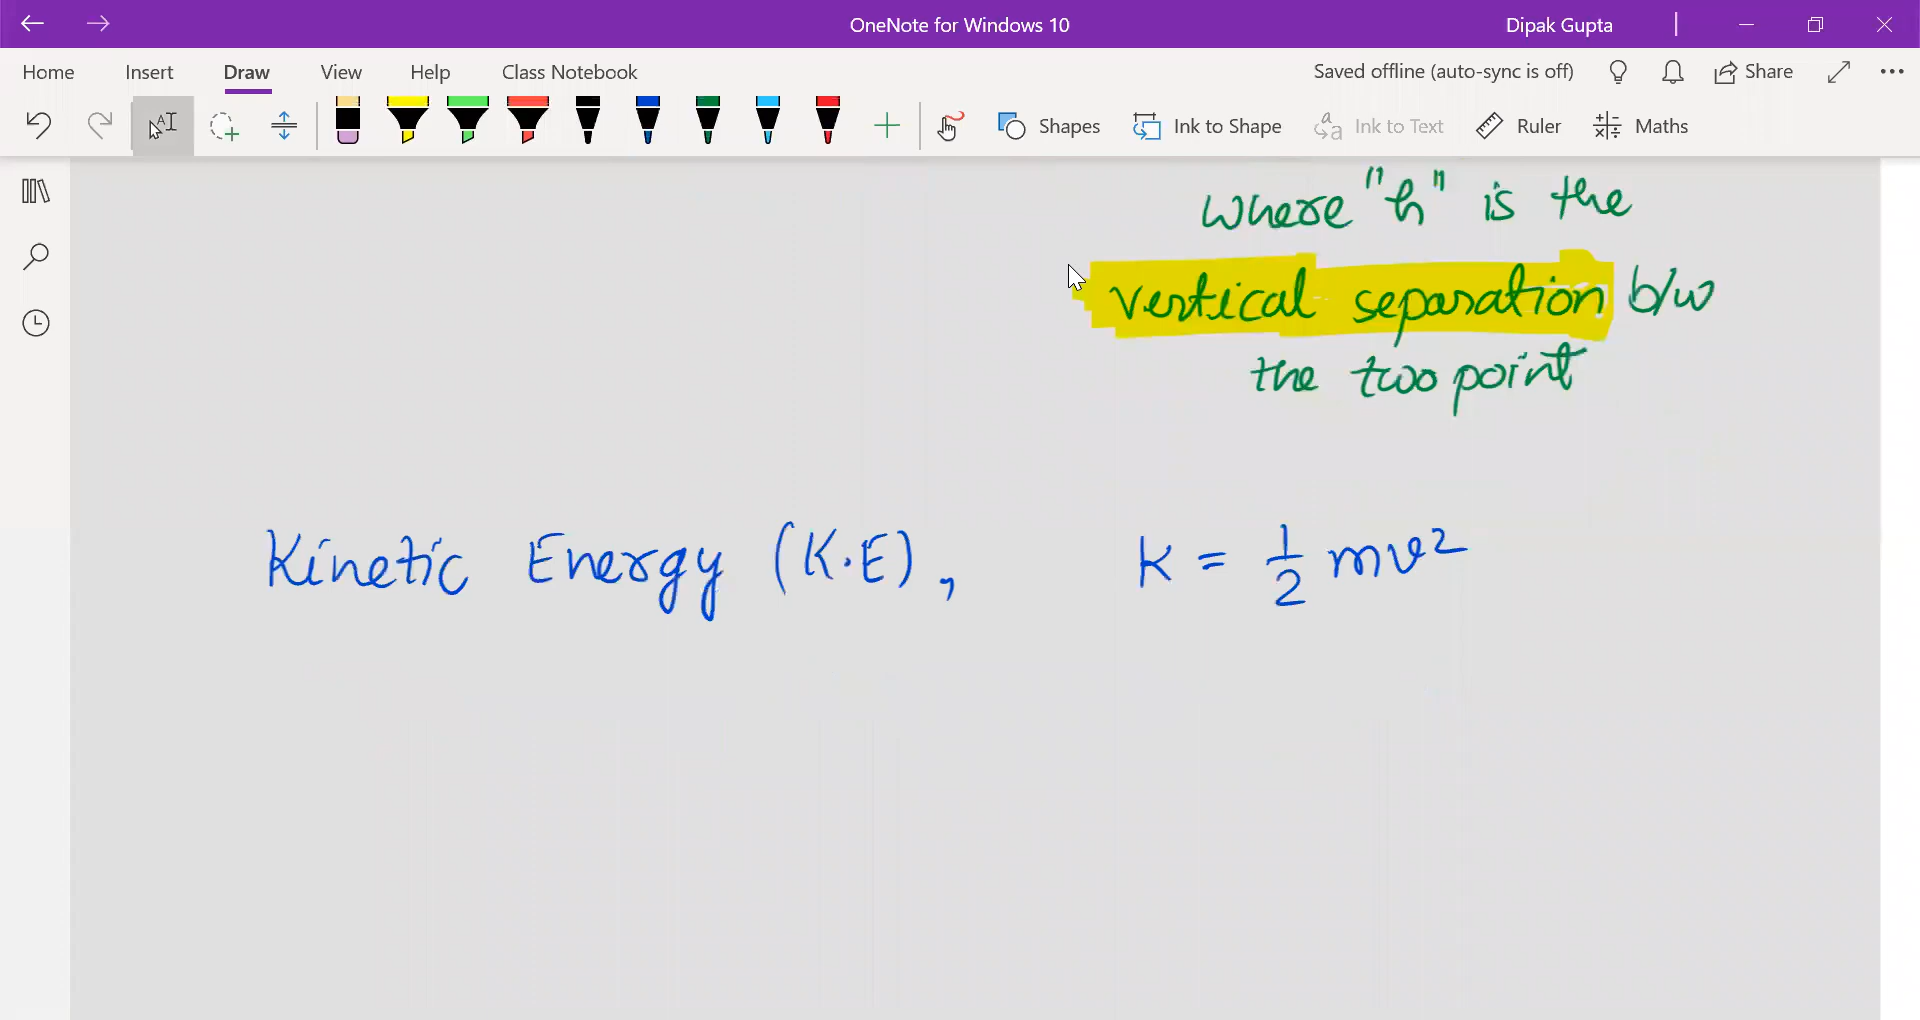 OneNote for Windows 10
Dipak Gupta
Home Insert Draw View Help Class Notebook
Saved offline (auto-sync is off) Share
Shapes Ink to Shape Ink to Text Ruler Maths
where "h" is the
vertical separation b/w
the two point
Kinetic Energy (K.E), K = 1/2 mv²